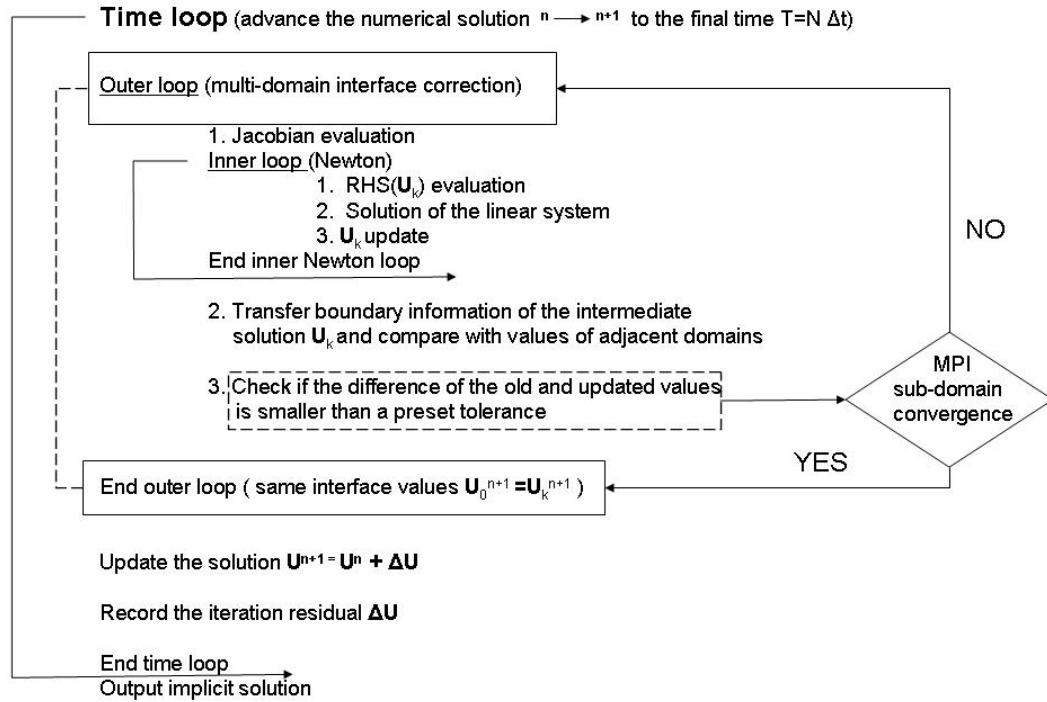 Time loop (advance the numerical solution n → n+1 to the final time T=N Δt)
Outer loop (multi-domain interface correction)
1. Jacobian evaluation
Inner loop (Newton)
1. RHS(Uk) evaluation
2. Solution of the linear system
3. Uk update
End inner Newton loop
NO
2. Transfer boundary information of the intermediate
solution Uk and compare with values of adjacent domains
3. Check if the difference of the old and updated values
is smaller than a preset tolerance
MPI
sub-domain
convergence
YES
End outer loop ( same interface values U0^n+1 =Uk^n+1 )
Update the solution U^n+1 = U^n + ΔU
Record the iteration residual ΔU
End time loop
Output implicit solution